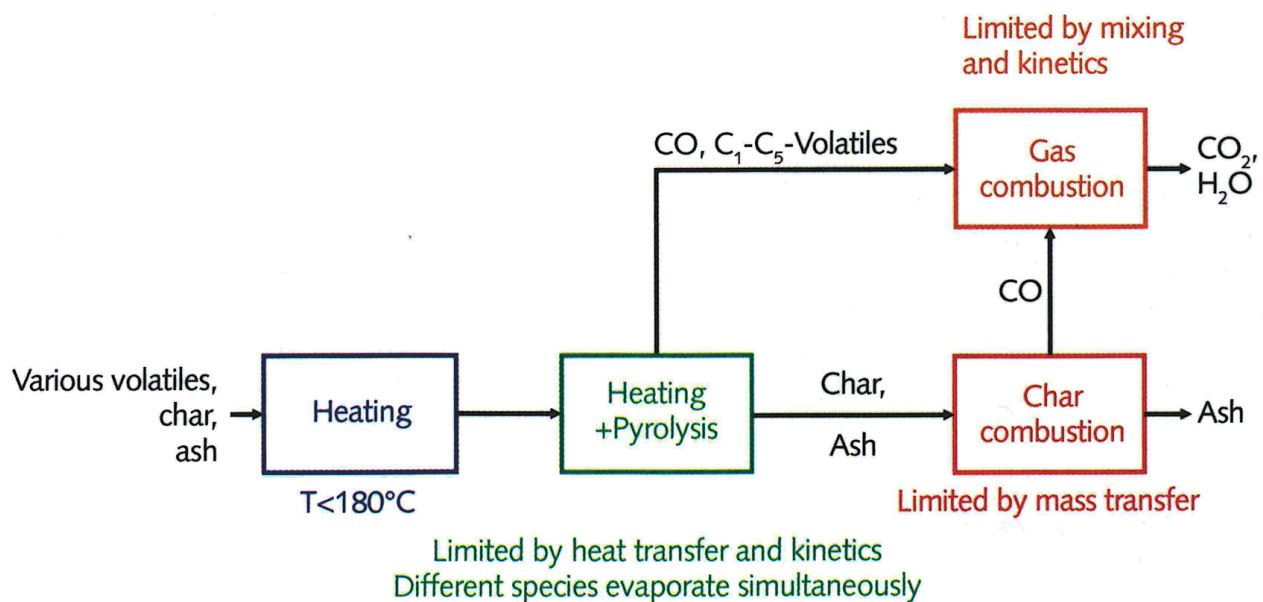 Limited by mixing
and kinetics
CO, C₁-C₅-Volatiles
Gas
combustion
CO₂,
H₂O
CO
Various volatiles,
char,
ash
Heating
T<180°C
Heating
+Pyrolysis
Char,
Ash
Char
combustion
Ash
Limited by mass transfer
Limited by heat transfer and kinetics
Different species evaporate simultaneously